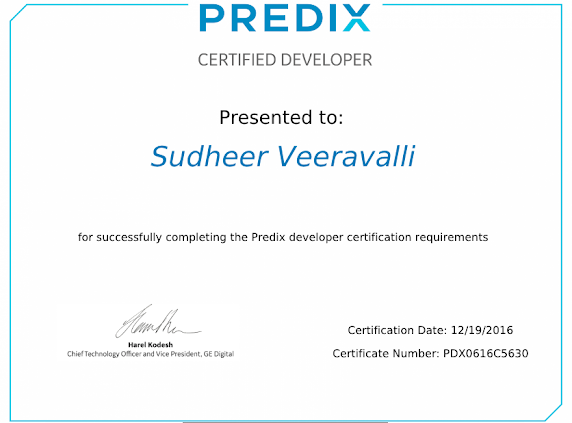 PREDIX
CERTIFIED DEVELOPER
Presented to:
Sudheer Veeravalli
for successfully completing the Predix developer certification requirements
Harel Kodesh
Chief Technology Officer and Vice President, GE Digital
Certification Date: 12/19/2016
Certificate Number: PDX0616C5630